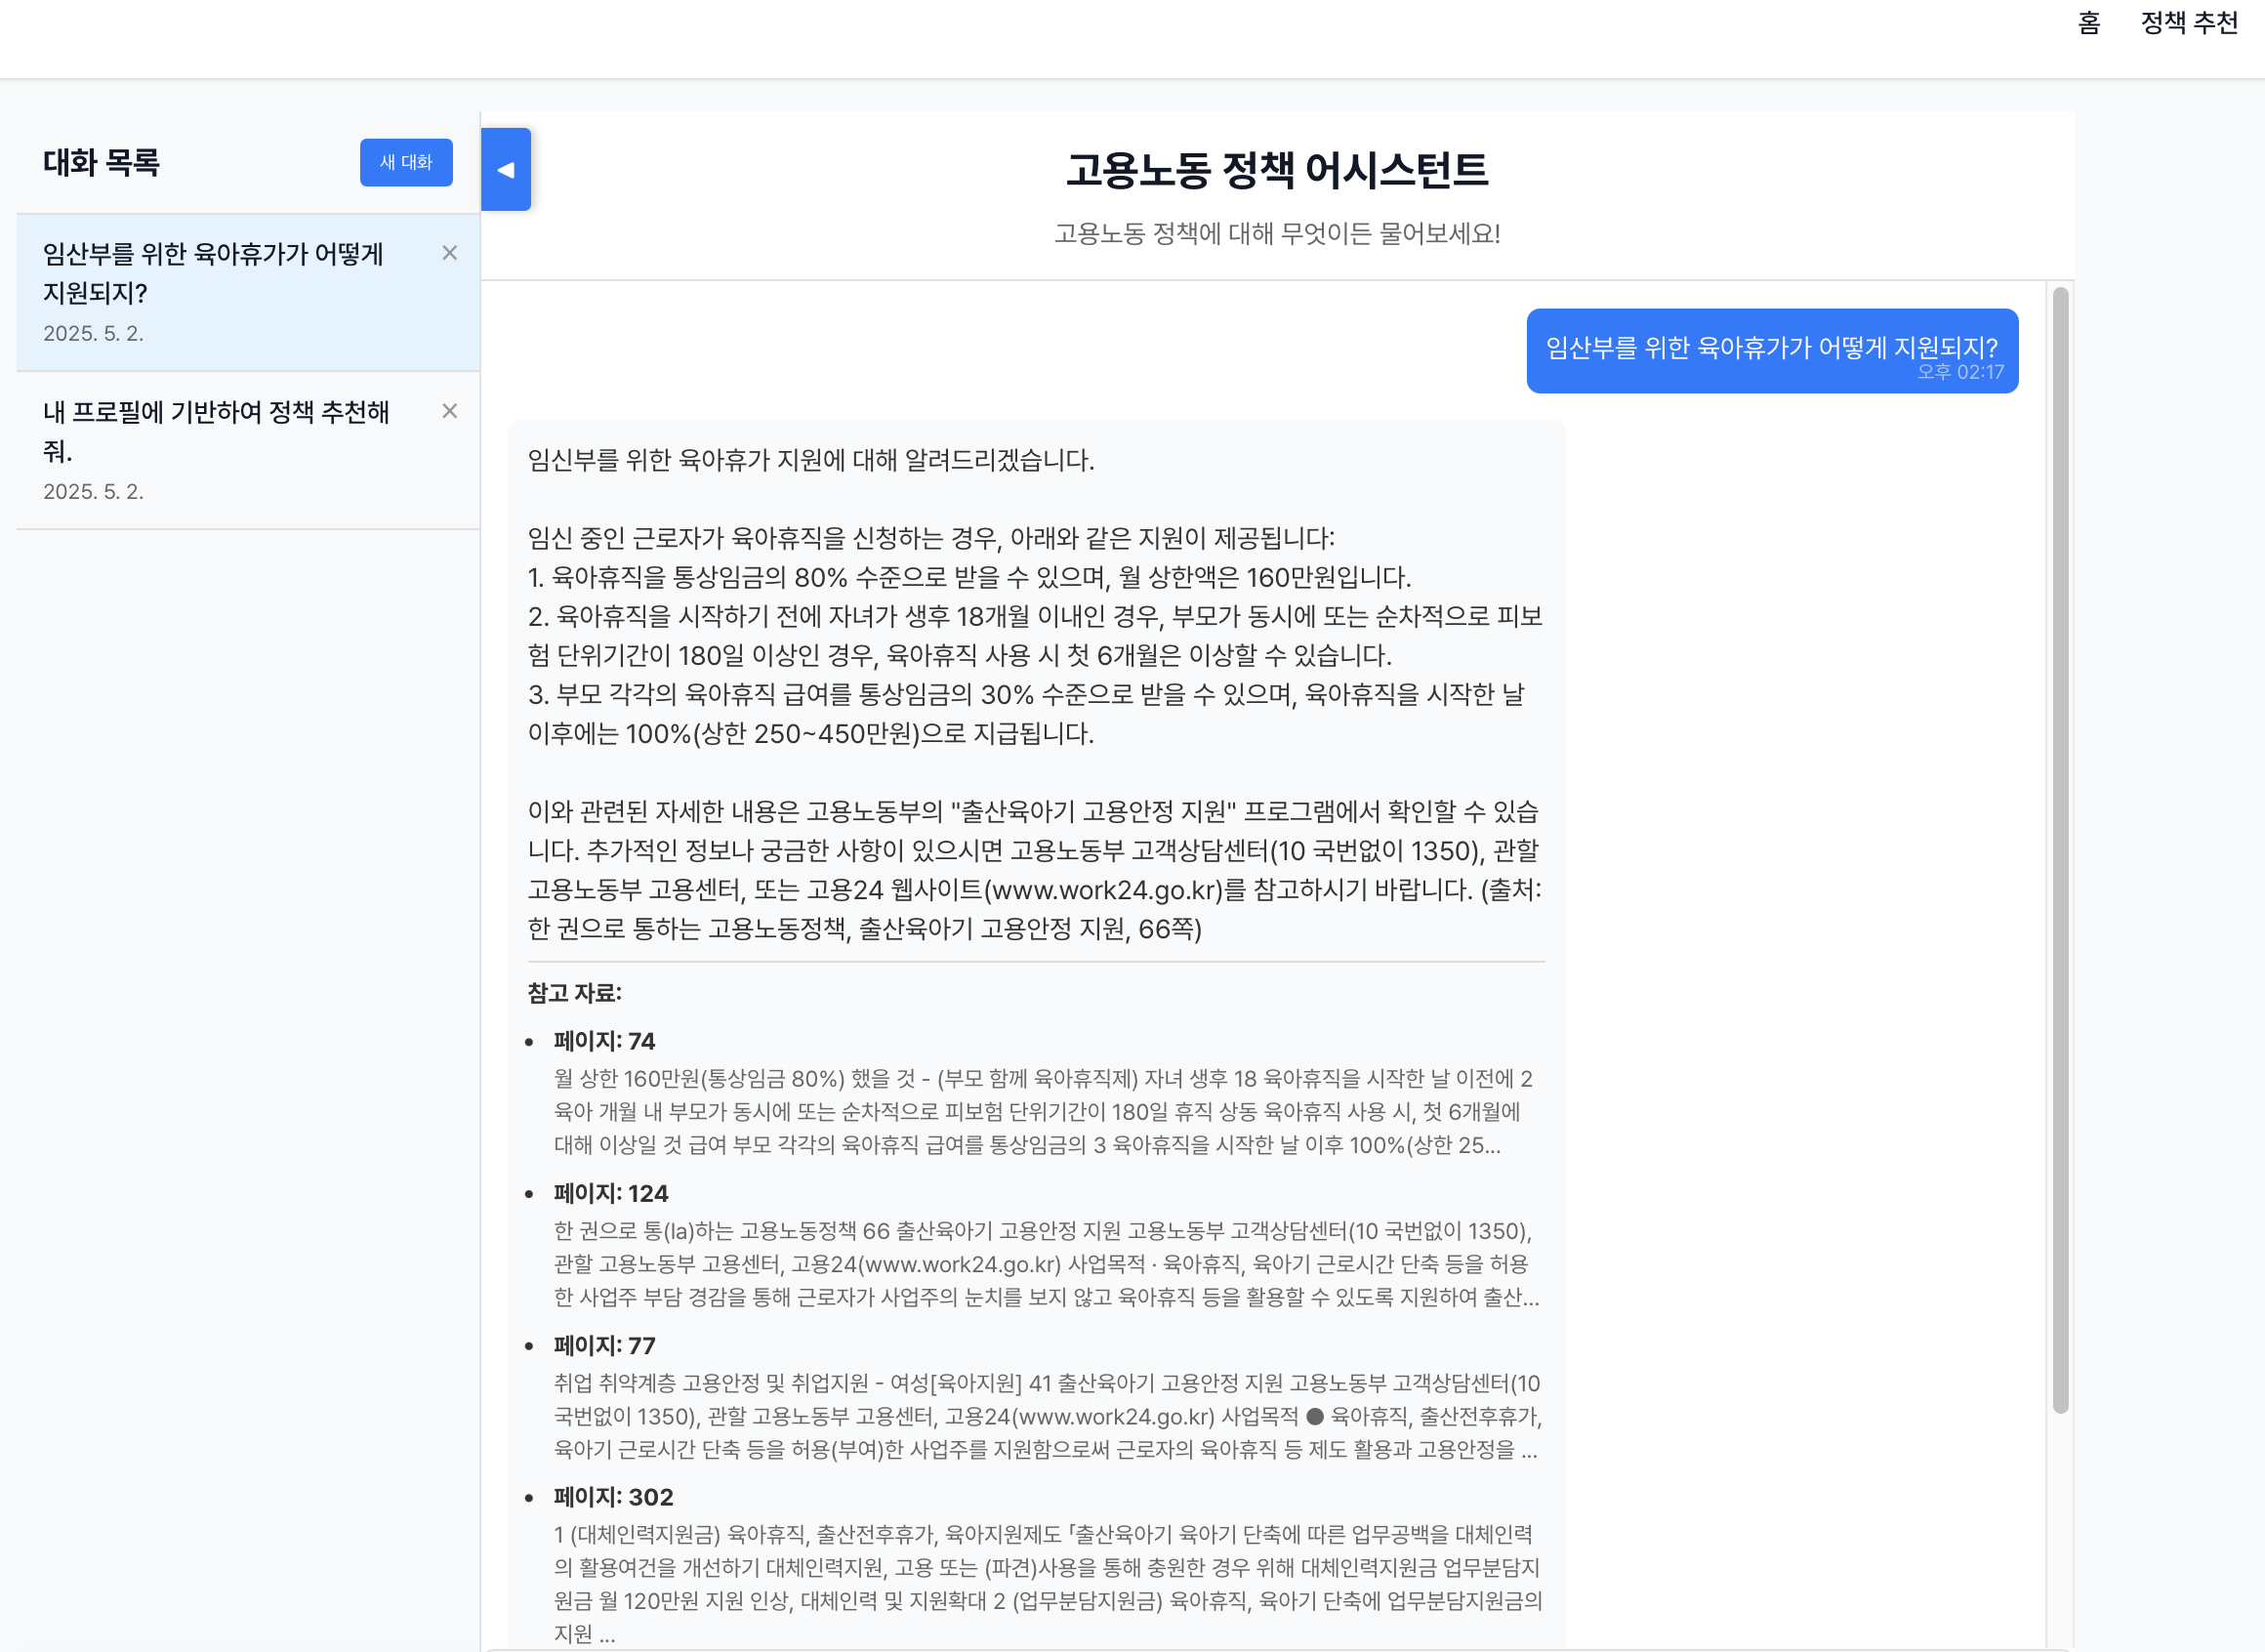 홈 정책 추천
대화 목록
새 대화
임산부를 위한 육아휴가가 어떻게
지원되지?
2025. 5. 2.
내 프로필에 기반하여 정책 추천해
줘.
2025. 5. 2.
고용노동 정책 어시스턴트
고용노동 정책에 대해 무엇이든 물어보세요!
임산부를 위한 육아휴가가 어떻게 지원되지?
오후 02:17
임신부를 위한 육아휴가 지원에 대해 알려드리겠습니다.
임신 중인 근로자가 육아휴직을 신청하는 경우, 아래와 같은 지원이 제공됩니다:
1. 육아휴직을 통상임금의 80% 수준으로 받을 수 있으며, 월 상한액은 160만원입니다.
2. 육아휴직을 시작하기 전에 자녀가 생후 18개월 이내인 경우, 부모가 동시에 또는 순차적으로 피보
험 단위기간이 180일 이상인 경우, 육아휴직 사용 시 첫 6개월은 이상할 수 있습니다.
3. 부모 각각의 육아휴직 급여를 통상임금의 30% 수준으로 받을 수 있으며, 육아휴직을 시작한 날
이후에는 100%(상한 250~450만원)으로 지급됩니다.
이와 관련된 자세한 내용은 고용노동부의 "출산육아기 고용안정 지원" 프로그램에서 확인할 수 있습
니다. 추가적인 정보나 궁금한 사항이 있으시면 고용노동부 고객상담센터(10 국번없이 1350), 관할
고용노동부 고용센터, 또는 고용24 웹사이트(www.work24.go.kr)를 참고하시기 바랍니다. (출처:
한 권으로 통하는 고용노동정책, 출산육아기 고용안정 지원, 66쪽)
참고 자료:
• 페이지: 74
월 상한 160만원(통상임금 80%) 했을 것 - (부모 함께 육아휴직제) 자녀 생후 18 육아휴직을 시작한 날 이전에 2
육아 개월 내 부모가 동시에 또는 순차적으로 피보험 단위기간이 180일 휴직 상동 육아휴직 사용 시, 첫 6개월에
대해 이상일 것 급여 부모 각각의 육아휴직 급여를 통상임금의 3 육아휴직을 시작한 날 이후 100%(상한 25...
• 페이지: 124
한 권으로 통(la)하는 고용노동정책 66 출산육아기 고용안정 지원 고용노동부 고객상담센터(10 국번없이 1350),
관할 고용노동부 고용센터, 고용24(www.work24.go.kr) 사업목적 · 육아휴직, 육아기 근로시간 단축 등을 허용
한 사업주 부담 경감을 통해 근로자가 사업주의 눈치를 보지 않고 육아휴직 등을 활용할 수 있도록 지원하여 출산...
• 페이지: 77
취업 취약계층 고용안정 및 취업지원 - 여성[육아지원] 41 출산육아기 고용안정 지원 고용노동부 고객상담센터(10
국번없이 1350), 관할 고용노동부 고용센터, 고용24(www.work24.go.kr) 사업목적 ● 육아휴직, 출산전후휴가,
육아기 근로시간 단축 등을 허용(부여)한 사업주를 지원함으로써 근로자의 육아휴직 등 제도 활용과 고용안정을 ...
• 페이지: 302
1 (대체인력지원금) 육아휴직, 출산전후휴가, 육아지원제도 ｢출산육아기 육아기 단축에 따른 업무공백을 대체인력
의 활용여건을 개선하기 대체인력지원, 고용 또는 (파견)사용을 통해 충원한 경우 위해 대체인력지원금 업무분담지
원금 월 120만원 지원 인상, 대체인력 및 지원확대 2 (업무분담지원금) 육아휴직, 육아기 단축에 업무분담지원금의
지원 ...